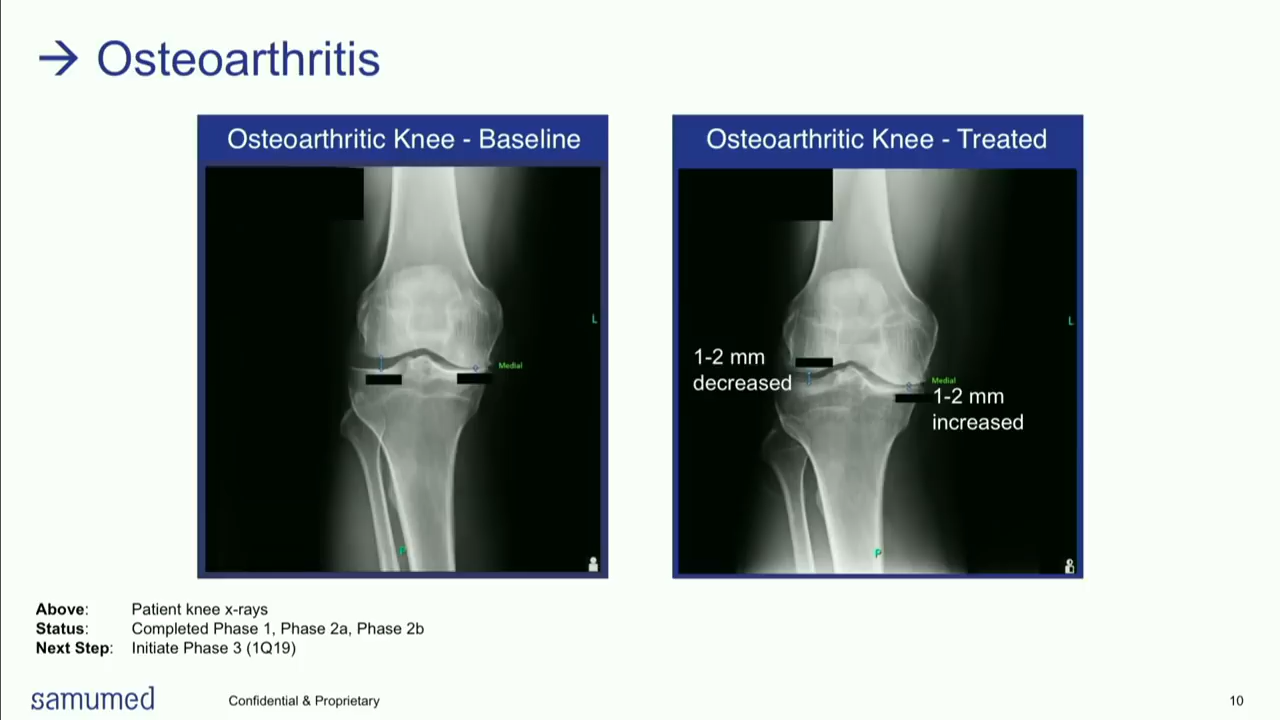 → Osteoarthritis
Osteoarthritic Knee - Baseline
Osteoarthritic Knee - Treated
L
Medial
P
L
1-2 mm
decreased
Medial
1-2 mm
increased
P
Above: Patient knee x-rays
Status: Completed Phase 1, Phase 2a, Phase 2b
Next Step: Initiate Phase 3 (1Q19)
samumed
Confidential & Proprietary
10